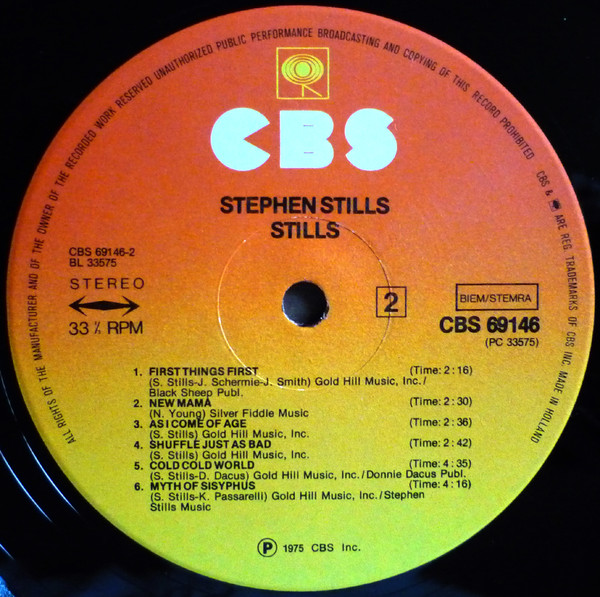 ALL RIGHTS OF THE MANUFACTURER AND OF THE OWNER OF THE RECORDED WORK RESERVED UNAUTHORIZED PUBLIC PERFORMANCE BROADCASTING AND COPYING OF THIS RECORD PROHIBITED CBS & ARE REG. TRADEMARKS OF CBS INC. MADE IN HOLLAND
CBS
STEPHEN STILLS
STILLS
CBS 69146-2
BL 33575
STEREO
33⅓ RPM
2
BIEM/STEMRA
CBS 69146
(PC 33575)
1. FIRST THINGS FIRST (Time: 2:16)
(S. Stills-J. Schermie-J. Smith) Gold Hill Music, Inc./
Black Sheep Publ.
2. NEW MAMA (Time: 2:30)
(N. Young) Silver Fiddle Music
3. AS I COME OF AGE (Time: 2:36)
(S. Stills) Gold Hill Music, Inc.
4. SHUFFLE JUST AS BAD (Time: 2:42)
(S. Stills) Gold Hill Music, Inc.
5. COLD COLD WORLD (Time: 4:35)
(S. Stills-D. Dacus) Gold Hill Music, Inc./Donnie Dacus Publ.
6. MYTH OF SISYPHUS (Time: 4:16)
(S. Stills-K. Passarelli) Gold Hill Music, Inc./Stephen
Stills Music
Ⓟ 1975 CBS Inc.